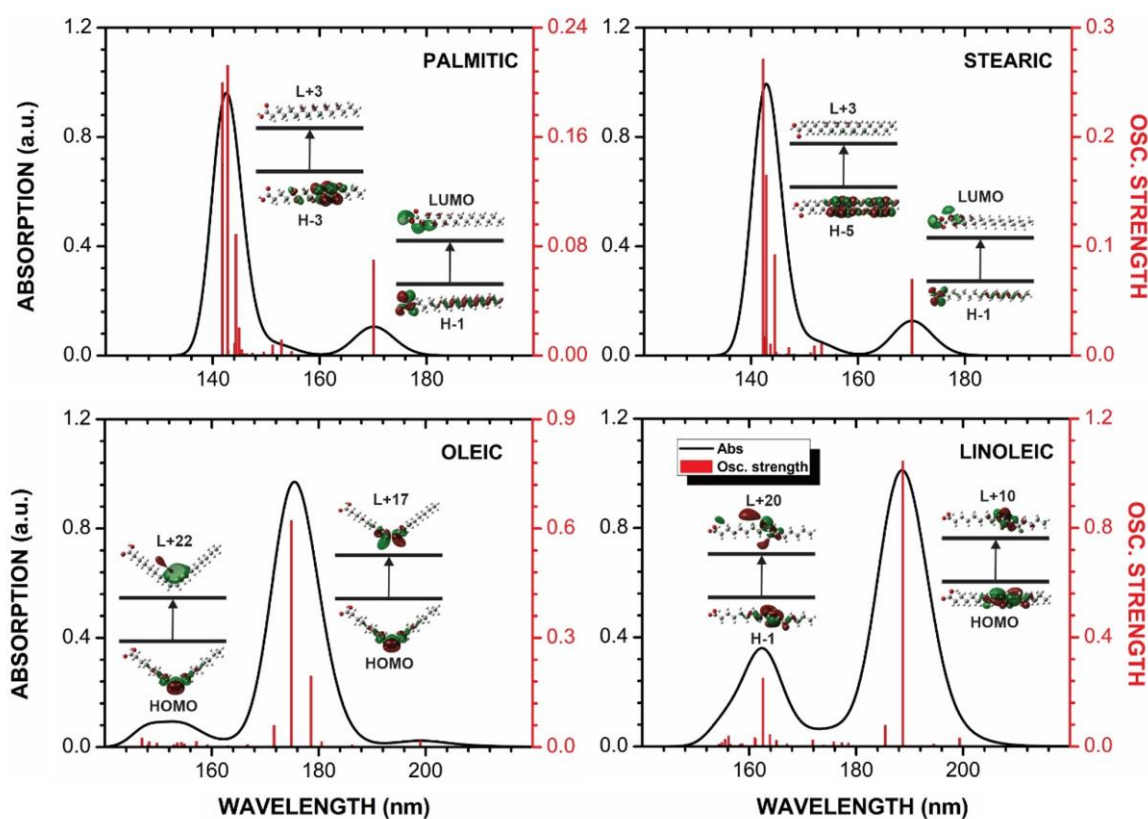 PALMITIC
1.2
0.8
0.4
0.0
ABSORPTION (a.u.)
0.24
0.16
0.08
0.00
L+3
H-3
LUMO
H-1
140 160 180
STEARIC
1.2
0.8
0.4
0.0
0.3
0.2
0.1
0.0
OSC. STRENGTH
L+3
H-5
LUMO
H-1
140 160 180
OLEIC
1.2
0.8
0.4
0.0
ABSORPTION (a.u.)
0.9
0.6
0.3
0.0
L+22
HOMO
L+17
HOMO
160 180 200
WAVELENGTH (nm)
LINOLEIC
Abs
Osc. strength
1.2
0.8
0.4
0.0
1.2
0.8
0.4
0.0
OSC. STRENGTH
L+20
H-1
L+10
HOMO
160 180 200
WAVELENGTH (nm)